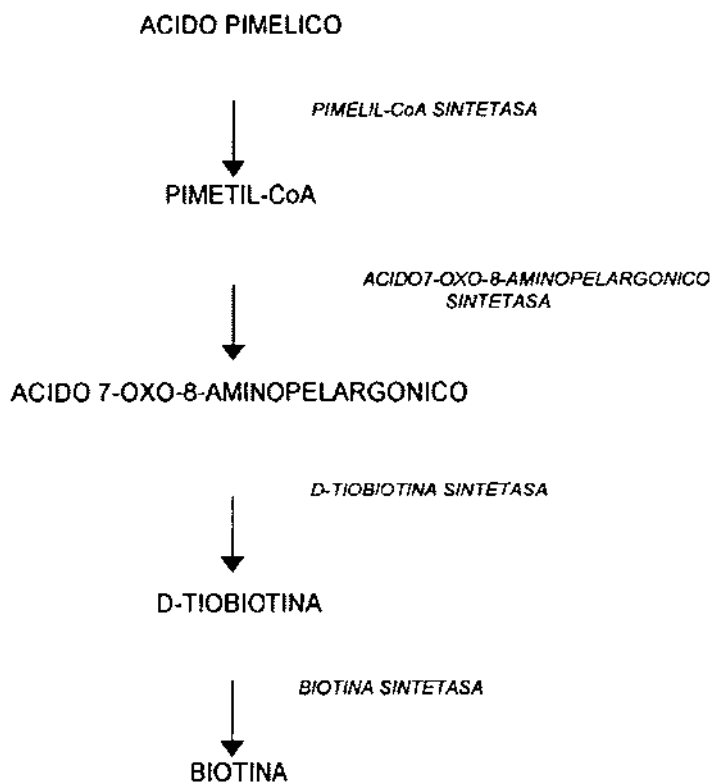 ACIDO PIMELICO
PIMELIL-CoA SINTETASA
PIMETIL-CoA
ACIDO7-OXO-8-AMINOPELARGONICO
SINTETASA
ACIDO 7-OXO-8-AMINOPELARGONICO
D-TIOBIOTINA SINTETASA
D-TIOBIOTINA
BIOTINA SINTETASA
BIOTINA